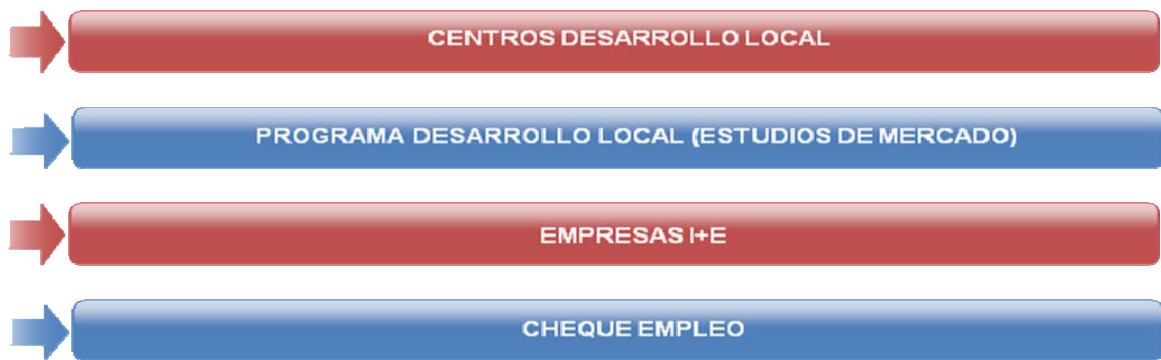 CENTROS DESARROLLO LOCAL
PROGRAMA DESARROLLO LOCAL (ESTUDIOS DE MERCADO)
EMPRESAS I+E
CHEQUE EMPLEO